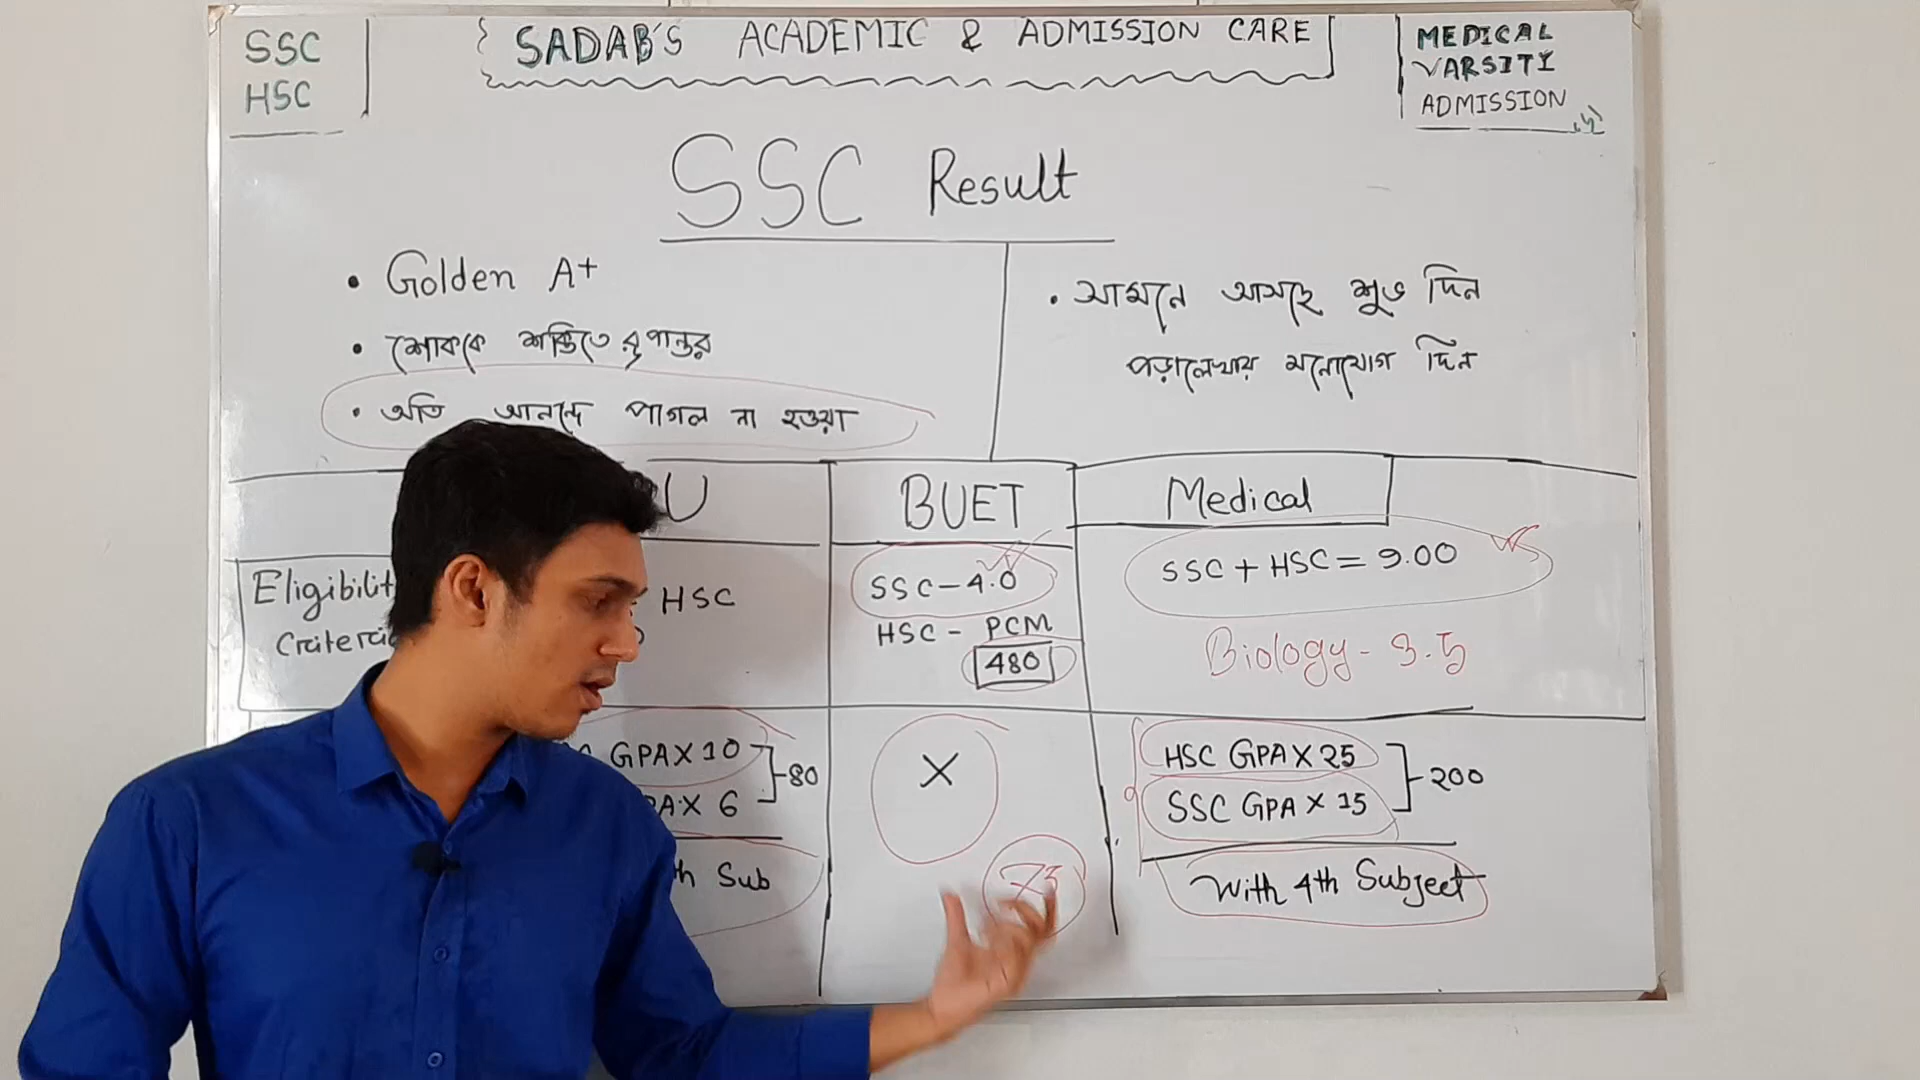 SSC
HSC
SADAB'S ACADEMIC & ADMISSION CARE
MEDICAL
VARSITY
ADMISSION
SSC Result
• Golden A+
• শোককে শক্তিতে রূপান্তর
• অতি আনন্দে পাগল না হওয়া
• সামনে আসছে শুভ দিন
পড়ালেখায় মনোযোগ দিন
BUET
Medical
Eligibilit
Criteria
HSC
SSC - 4.0
HSC - PCM
480
SSC + HSC = 9.00
Biology - 3.5
GPA X 10
X 6
80
X
HSC GPA X 25
SSC GPA X 15
200
Sub
With 4th Subject